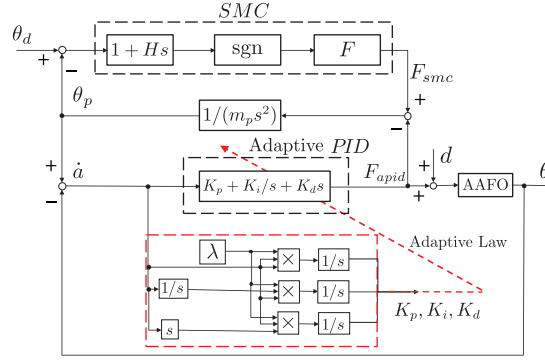 SMC
θ_d
+
−
1 + Hs
sgn
F
F_smc
θ_p
1/(m_p s^2)
+
−
Adaptive PID
+
−
ȧ
K_p + K_i/s + K_d s
F_apid
+
+
d
AAFO
θ
Adaptive Law
λ
×
1/s
1/s
×
1/s
s
×
1/s
K_p, K_i, K_d